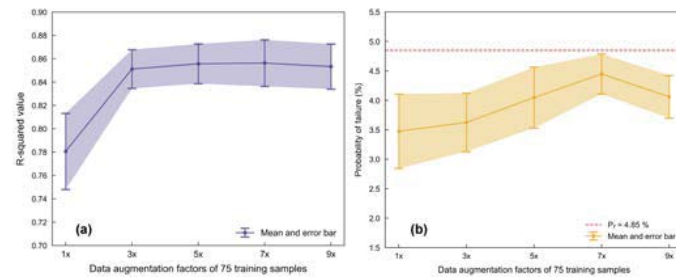 0.90
0.88
0.86
0.84
0.82
0.80
0.78
0.76
0.74
0.72
0.70
R-squared value
(a)
Mean and error bar
1x 3x 5x 7x 9x
Data augmentation factors of 75 training samples
5.5
5.0
4.5
4.0
3.5
3.0
2.5
2.0
1.5
Probability of failure (%)
(b)
Pf = 4.85 %
Mean and error bar
1x 3x 5x 7x 9x
Data augmentation factors of 75 training samples